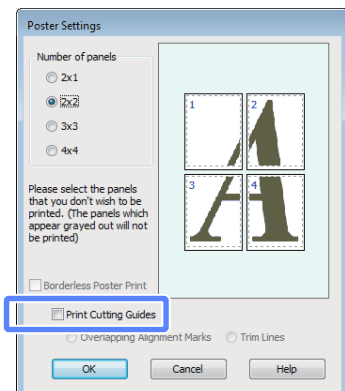 Poster Settings
Number of panels
2x1
2x2
3x3
4x4
1
2
3
4
Please select the panels
that you don't wish to be
printed. (The panels which
appear grayed out will not
be printed)
Borderless Poster Print
Print Cutting Guides
Overlapping Alignment Marks
Trim Lines
OK
Cancel
Help